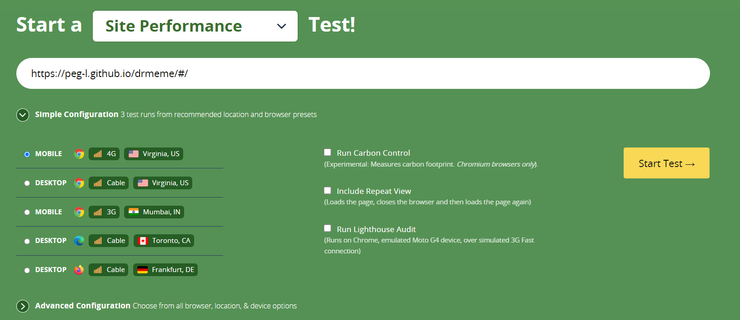 Start a Site Performance Test!
https://peg-l.github.io/drmeme/#/
Simple Configuration 3 test runs from recommended location and browser presets
MOBILE 4G Virginia, US
DESKTOP Cable Virginia, US
MOBILE 3G Mumbai, IN
DESKTOP Cable Toronto, CA
DESKTOP Cable Frankfurt, DE
Run Carbon Control
(Experimental: Measures carbon footprint. Chromium browsers only).
Include Repeat View
(Loads the page, closes the browser and then loads the page again)
Run Lighthouse Audit
(Runs on Chrome, emulated Moto G4 device, over simulated 3G Fast
connection)
Start Test →
Advanced Configuration Choose from all browser, location, & device options